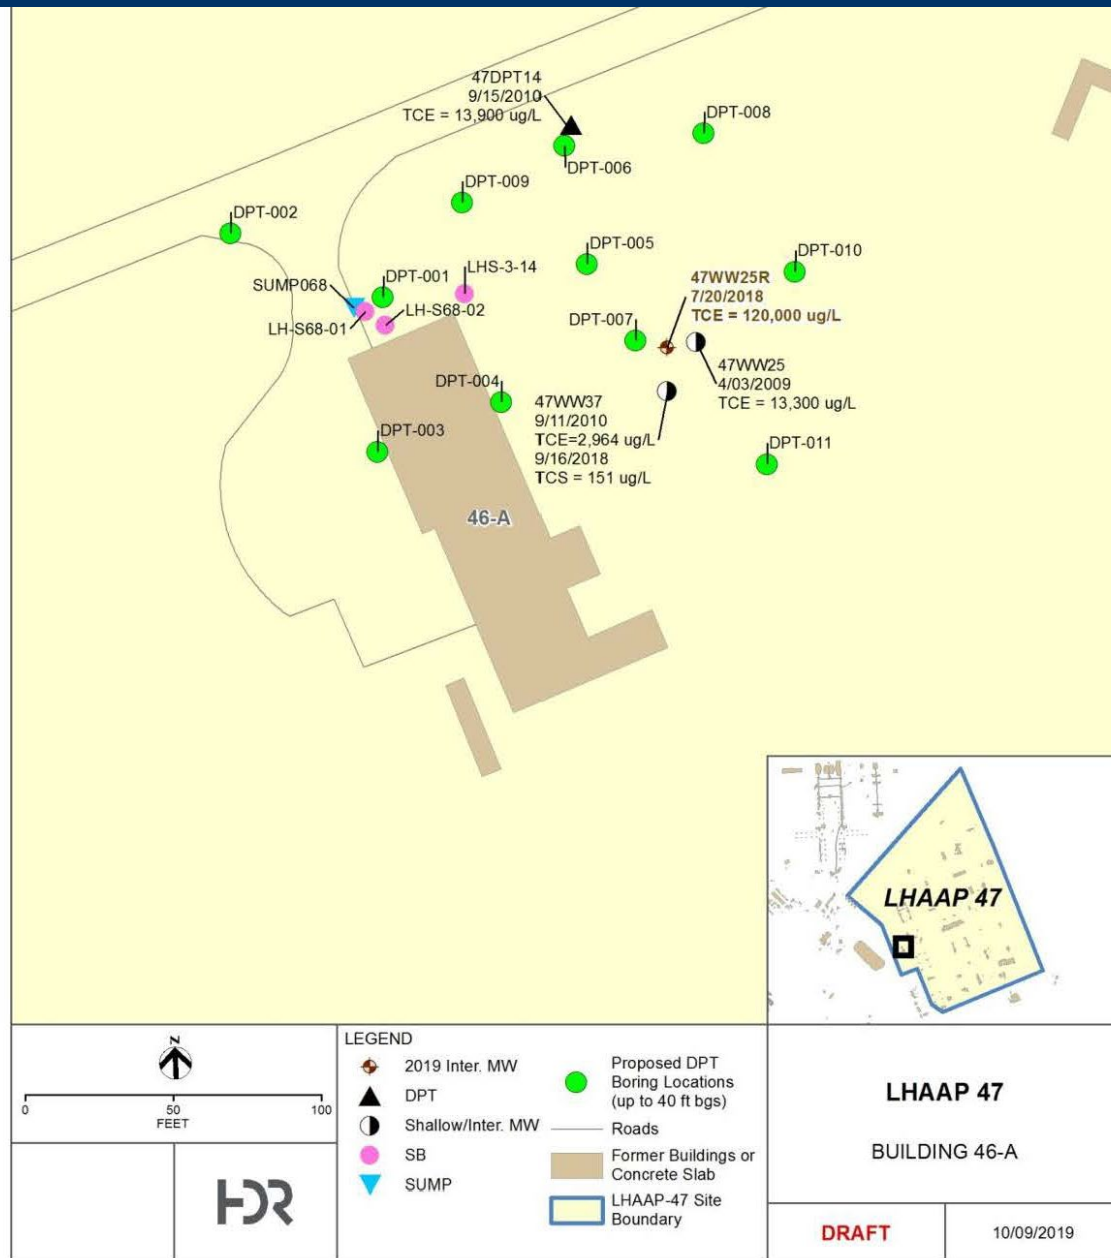 47DPT14
9/15/2010
TCE = 13,900 ug/L
DPT-008
DPT-006
DPT-009
DPT-002
DPT-005
DPT-010
LHS-3-14
DPT-001
SUMP068
47WW25R
7/20/2018
TCE = 120,000 ug/L
LH-S68-02
LH-S68-01
DPT-007
47WW25
4/03/2009
TCE = 13,300 ug/L
DPT-004
47WW37
9/11/2010
TCE=2,964 ug/L
9/16/2018
TCS = 151 ug/L
DPT-003
DPT-011
46-A
LHAAP 47
N
0 50 100
FEET
HDR
LEGEND
2019 Inter. MW
DPT
Shallow/Inter. MW
SB
SUMP
Proposed DPT
Boring Locations
(up to 40 ft bgs)
Roads
Former Buildings or
Concrete Slab
LHAAP-47 Site
Boundary
LHAAP 47
BUILDING 46-A
DRAFT
10/09/2019